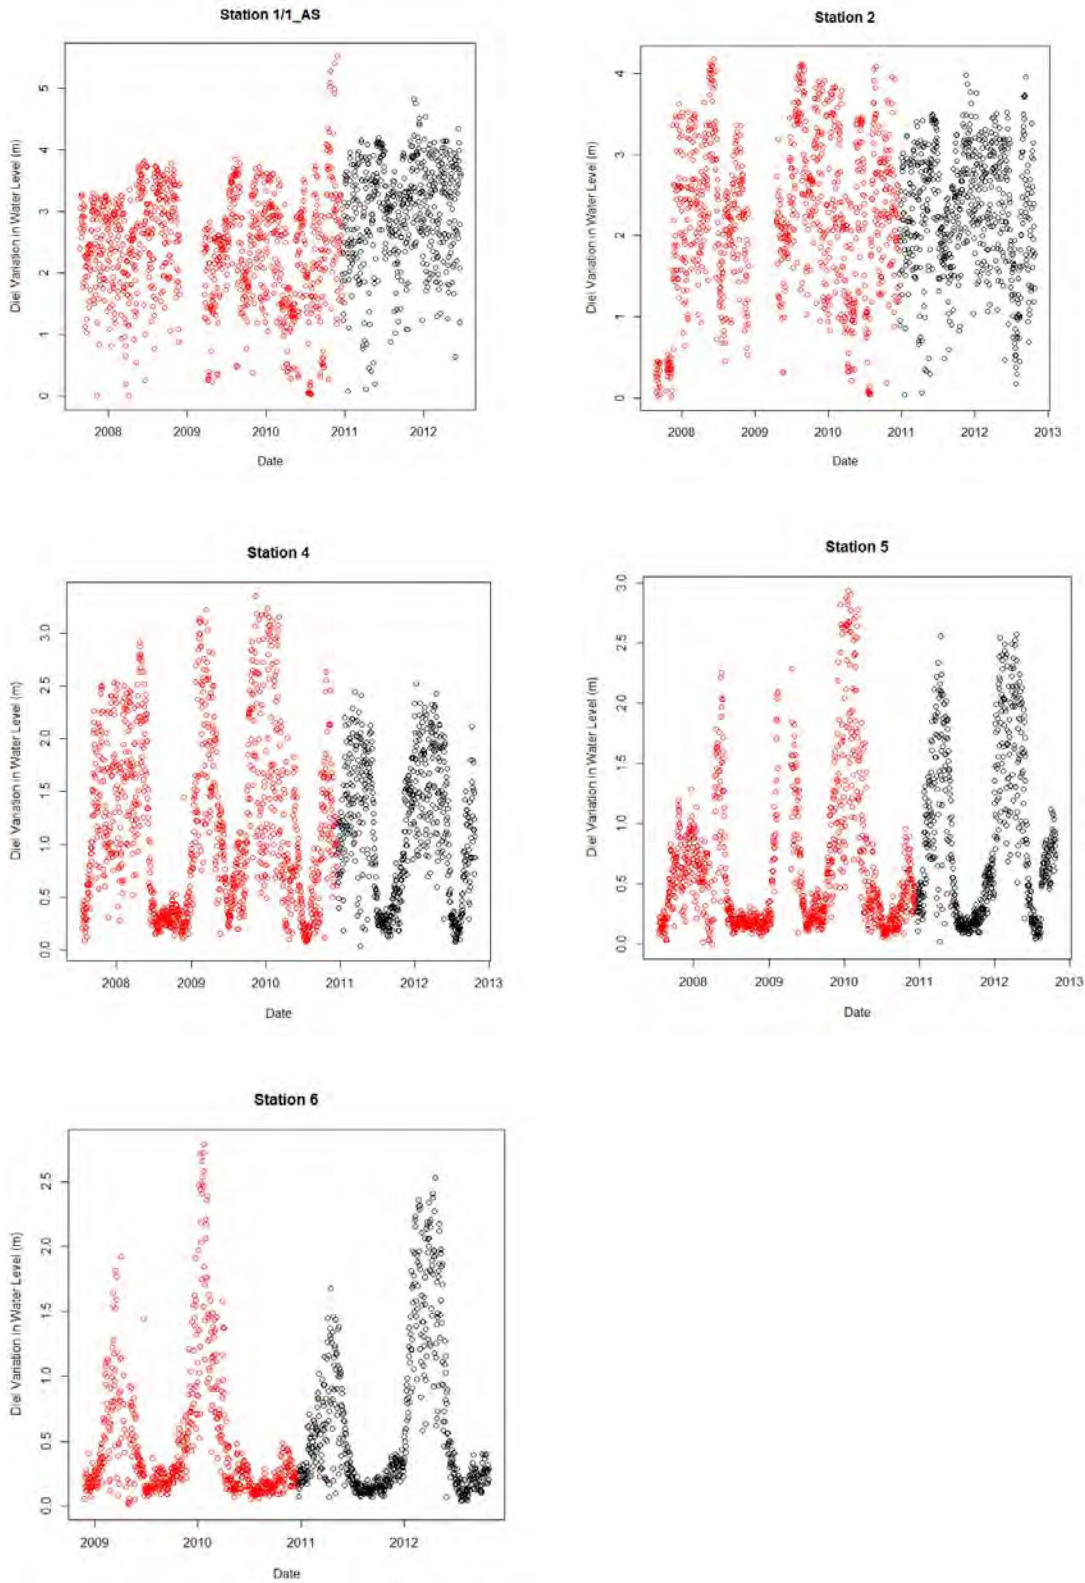 Station 1/1_AS
Diel Variation in Water Level (m)
5
4
3
2
1
0
2008 2009 2010 2011 2012
Date
Station 2
Diel Variation in Water Level (m)
4
3
2
1
0
2008 2009 2010 2011 2012 2013
Date
Station 4
Diel Variation in Water Level (m)
3.0
2.5
2.0
1.5
1.0
0.5
0.0
2008 2009 2010 2011 2012 2013
Date
Station 5
Diel Variation in Water Level (m)
3.0
2.5
2.0
1.5
1.0
0.5
0.0
2008 2009 2010 2011 2012 2013
Date
Station 6
Diel Variation in Water Level (m)
2.5
2.0
1.5
1.0
0.5
0.0
2009 2010 2011 2012
Date